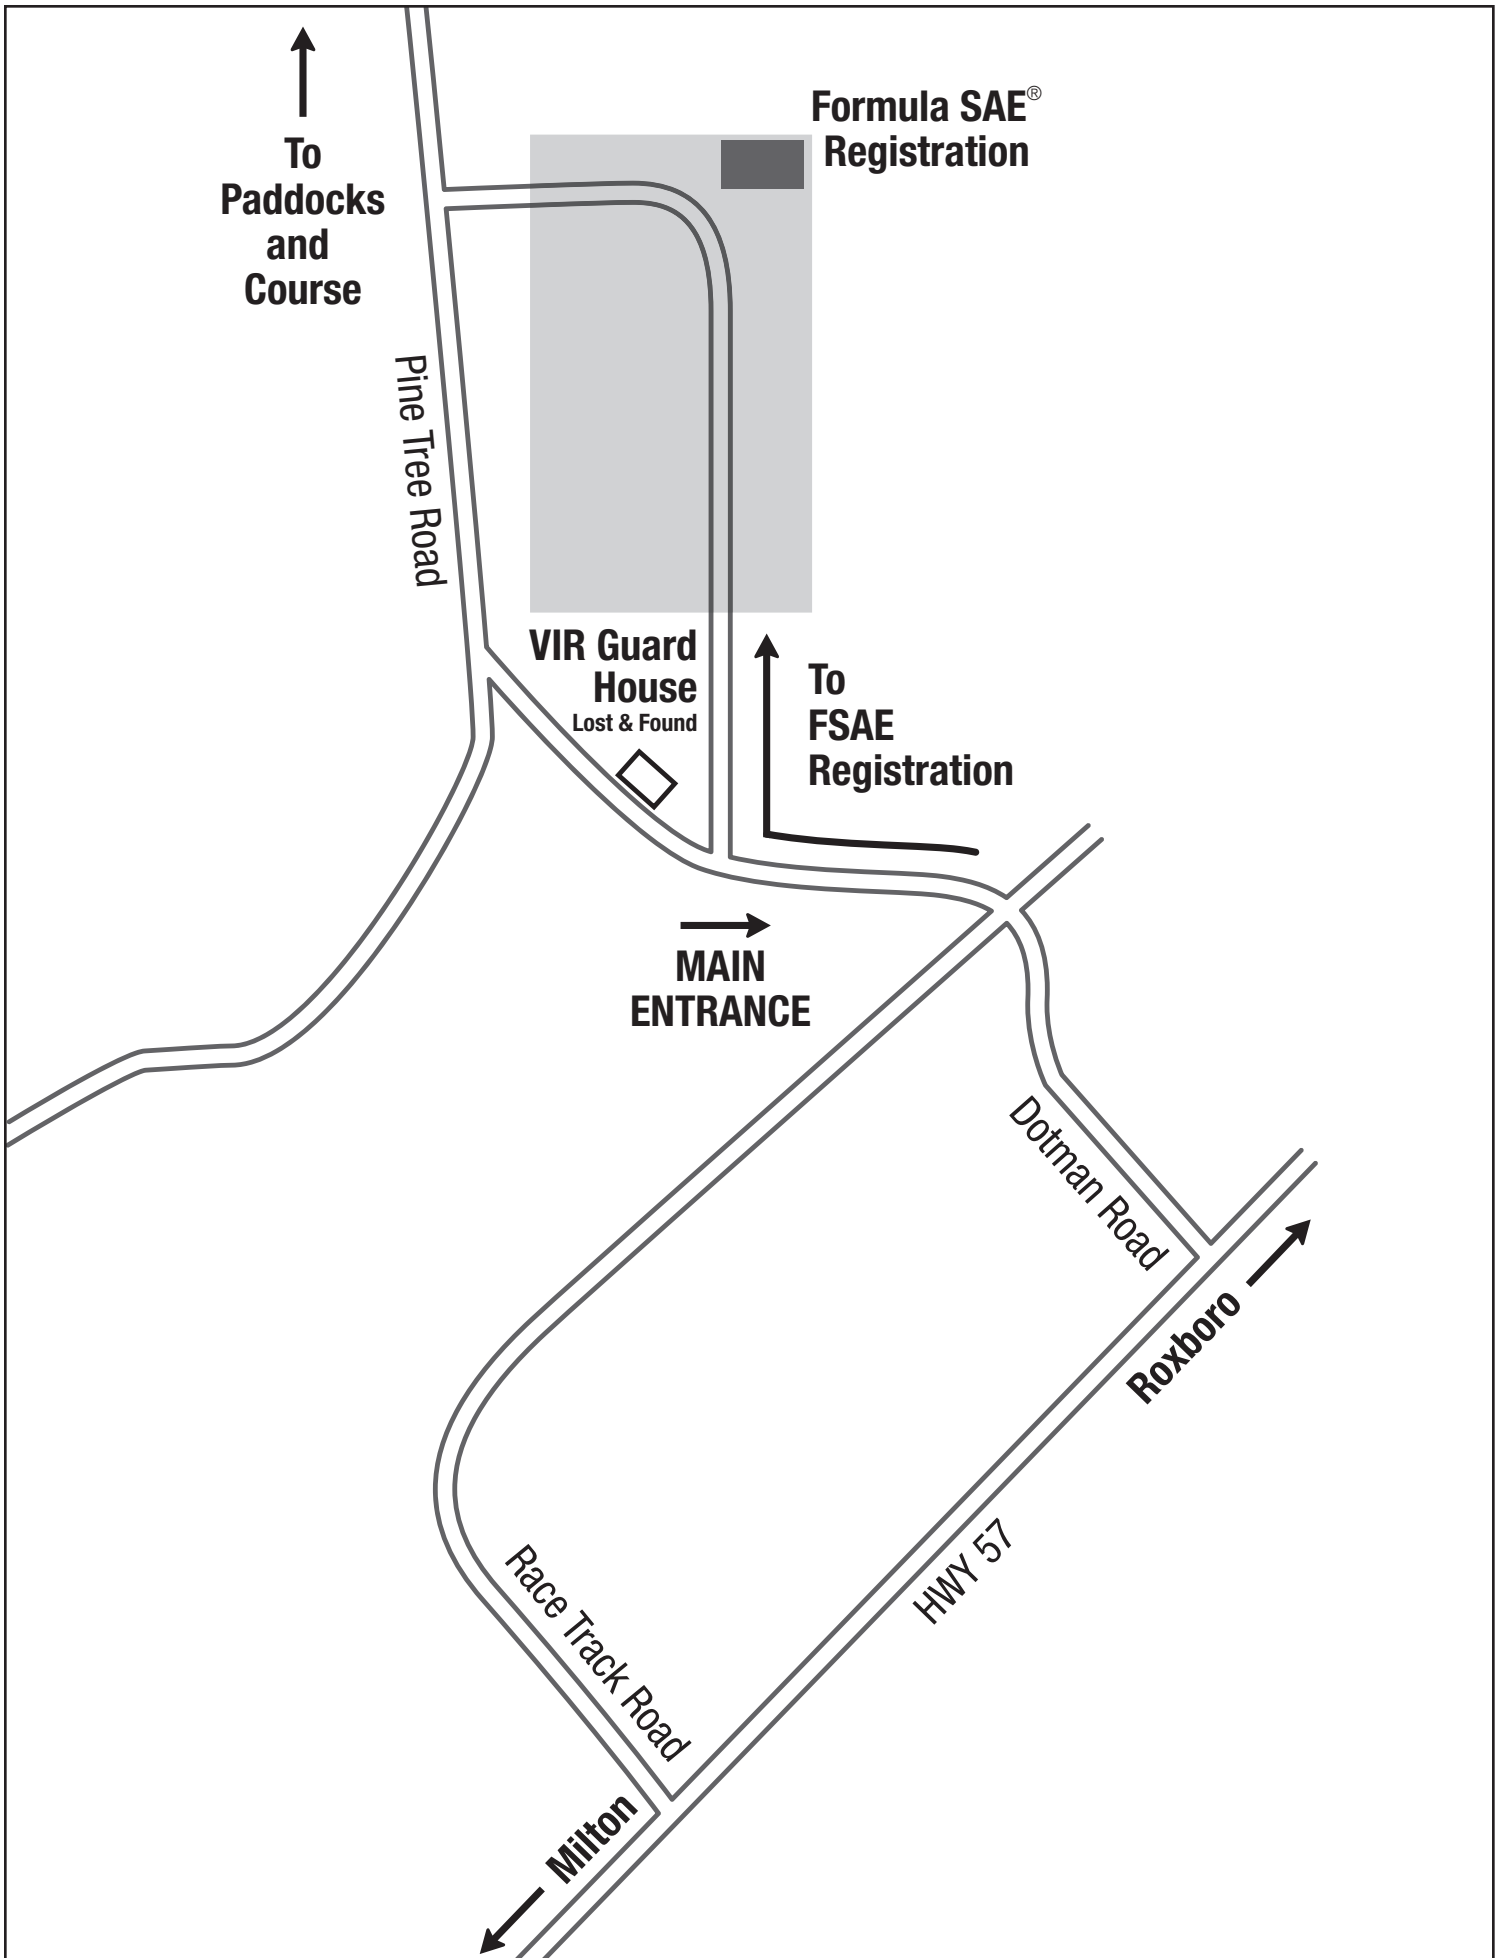 Formula SAE®
Registration
To
Paddocks
and
Course
Pine Tree Road
VIR Guard
House
Lost & Found
To
FSAE
Registration
MAIN
ENTRANCE
Dotman Road
Roxboro
HWY 57
Race Track Road
Milton